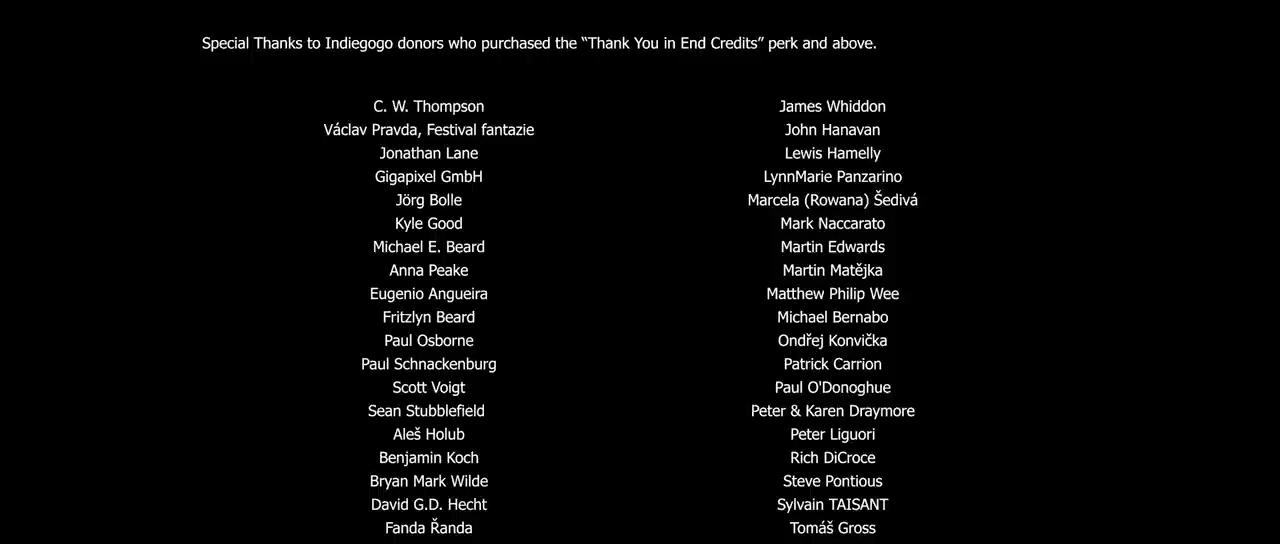 Special Thanks to Indiegogo donors who purchased the “Thank You in End Credits” perk and above.
C. W. Thompson
Václav Pravda, Festival fantazie
Jonathan Lane
Gigapixel GmbH
Jörg Bolle
Kyle Good
Michael E. Beard
Anna Peake
Eugenio Angueira
Fritzlyn Beard
Paul Osborne
Paul Schnackenburg
Scott Voigt
Sean Stubblefield
Aleš Holub
Benjamin Koch
Bryan Mark Wilde
David G.D. Hecht
Fanda Řanda
James Whiddon
John Hanavan
Lewis Hamelly
LynnMarie Panzarino
Marcela (Rowana) Šedivá
Mark Naccarato
Martin Edwards
Martin Matějka
Matthew Philip Wee
Michael Bernabo
Ondřej Konvička
Patrick Carrion
Paul O'Donoghue
Peter & Karen Draymore
Peter Liguori
Rich DiCroce
Steve Pontious
Sylvain TAISANT
Tomáš Gross